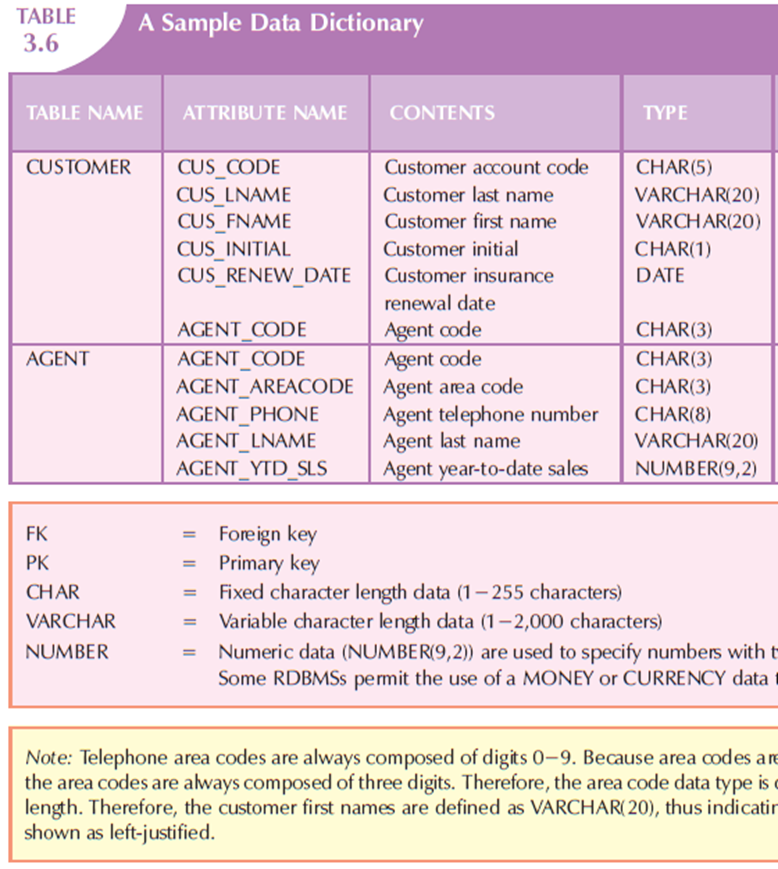 TABLE
3.6
A Sample Data Dictionary
TABLE NAME ATTRIBUTE NAME CONTENTS TYPE
CUSTOMER CUS_CODE Customer account code CHAR(5)
CUS_LNAME Customer last name VARCHAR(20)
CUS_FNAME Customer first name VARCHAR(20)
CUS_INITIAL Customer initial CHAR(1)
CUS_RENEW_DATE Customer insurance DATE
renewal date
AGENT_CODE Agent code CHAR(3)
AGENT AGENT_CODE Agent code CHAR(3)
AGENT_AREACODE Agent area code CHAR(3)
AGENT_PHONE Agent telephone number CHAR(8)
AGENT_LNAME Agent last name VARCHAR(20)
AGENT_YTD_SLS Agent year-to-date sales NUMBER(9,2)
FK = Foreign key
PK = Primary key
CHAR = Fixed character length data (1–255 characters)
VARCHAR = Variable character length data (1–2,000 characters)
NUMBER = Numeric data (NUMBER(9,2)) are used to specify numbers with
Some RDBMSs permit the use of a MONEY or CURRENCY data
Note: Telephone area codes are always composed of digits 0–9. Because area codes
the area codes are always composed of three digits. Therefore, the area code data type is
length. Therefore, the customer first names are defined as VARCHAR(20), thus
shown as left-justified.